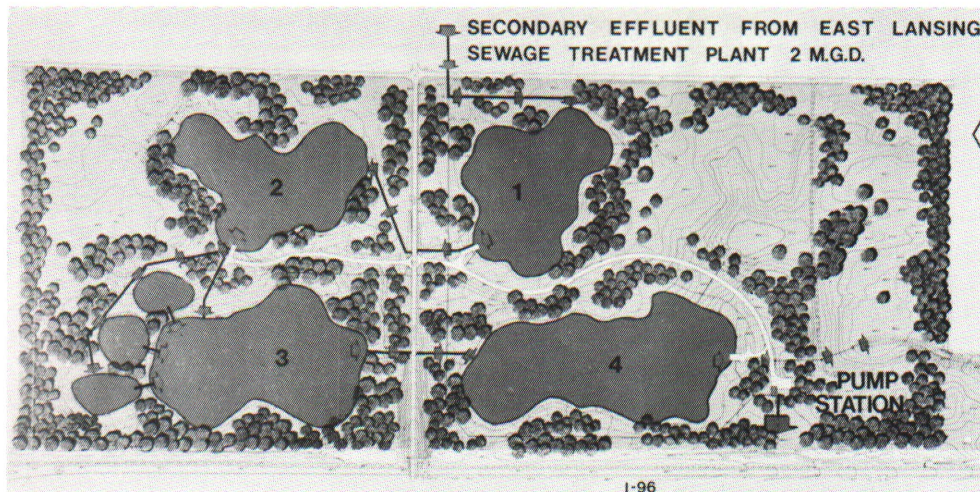 SECONDARY EFFLUENT FROM EAST LANSING
SEWAGE TREATMENT PLANT 2 M.G.D.
2
1
3
4
PUMP
STATION
I-96